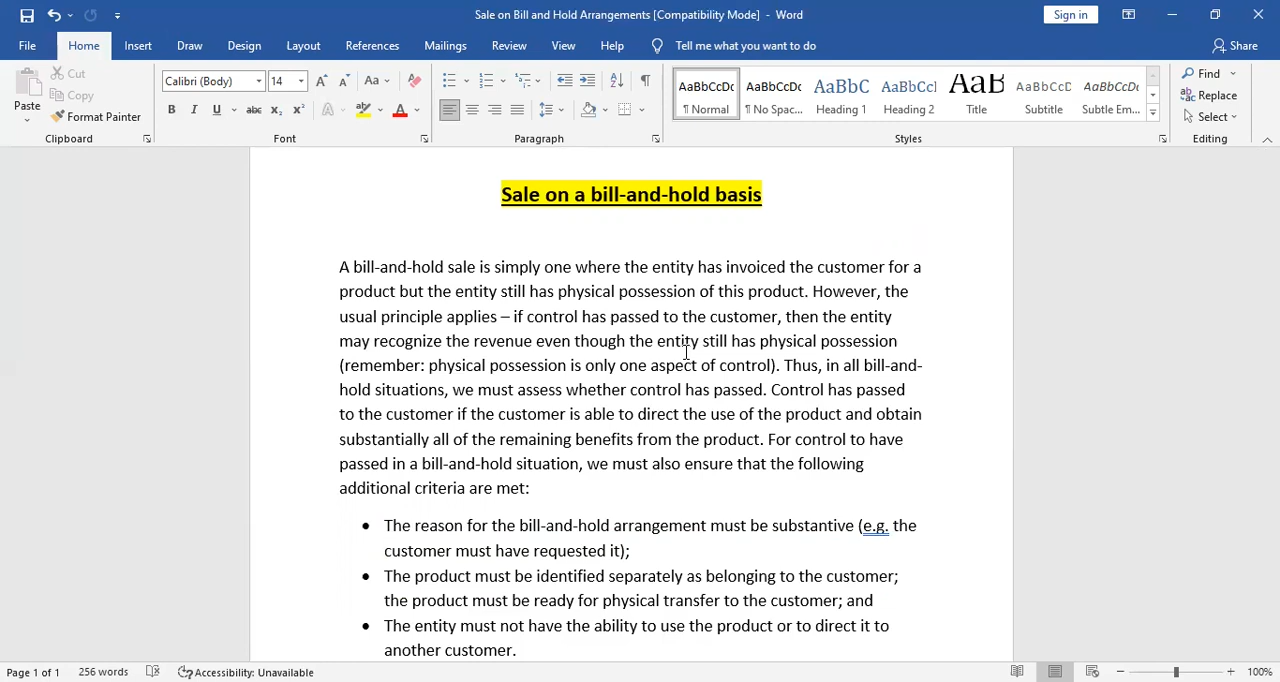 Sale on Bill and Hold Arrangements [Compatibility Mode] - Word
Sign in
File Home Insert Draw Design Layout References Mailings Review View Help Tell me what you want to do Share
Paste
Cut
Copy
Format Painter
Clipboard
Calibri (Body) 14
Font
Paragraph
AaBbCcDc AaBbCcDc AaBbC AaBbCcl AaB AaBbCcD AaBbCcDt
¶ Normal ¶ No Spac... Heading 1 Heading 2 Title Subtitle Subtle Em...
Styles
Find
Replace
Select
Editing
Sale on a bill-and-hold basis
A bill-and-hold sale is simply one where the entity has invoiced the customer for a
product but the entity still has physical possession of this product. However, the
usual principle applies – if control has passed to the customer, then the entity
may recognize the revenue even though the entity still has physical possession
(remember: physical possession is only one aspect of control). Thus, in all bill-and-
hold situations, we must assess whether control has passed. Control has passed
to the customer if the customer is able to direct the use of the product and obtain
substantially all of the remaining benefits from the product. For control to have
passed in a bill-and-hold situation, we must also ensure that the following
additional criteria are met:
• The reason for the bill-and-hold arrangement must be substantive (e.g. the
customer must have requested it);
• The product must be identified separately as belonging to the customer;
the product must be ready for physical transfer to the customer; and
• The entity must not have the ability to use the product or to direct it to
another customer.
Page 1 of 1 256 words Accessibility: Unavailable 100%